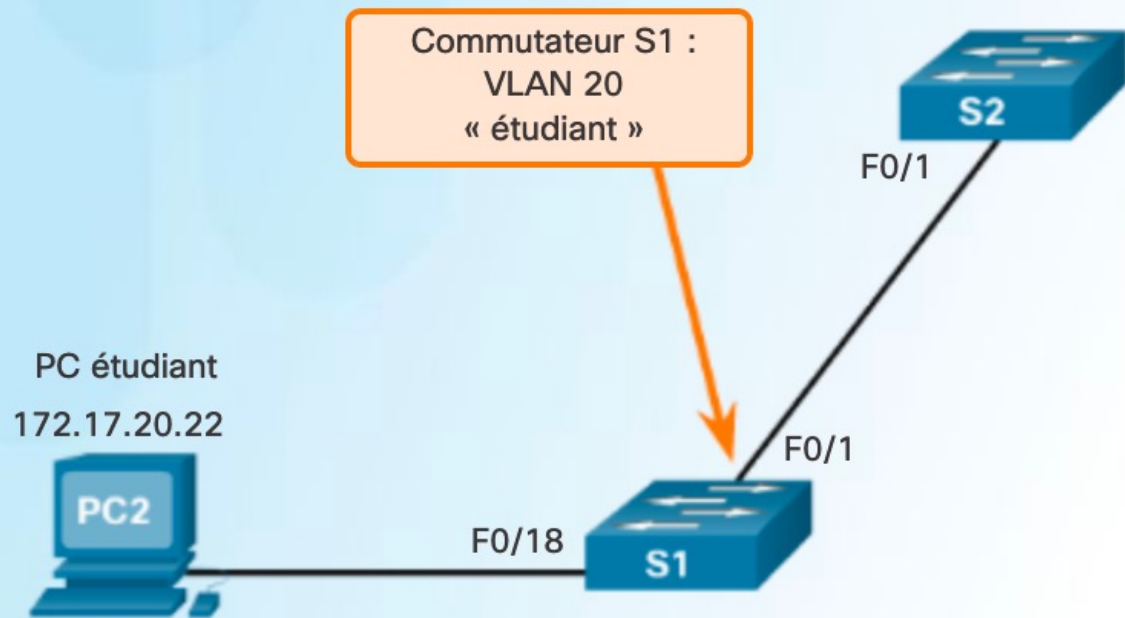 Commutateur S1 :
VLAN 20
« étudiant »
S2
F0/1
PC étudiant
172.17.20.22
F0/1
PC2
F0/18
S1